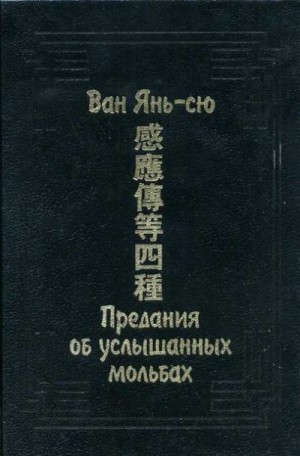 Ван Янь-сю
感應傳等四種
Предания
об услышанных
мольбах